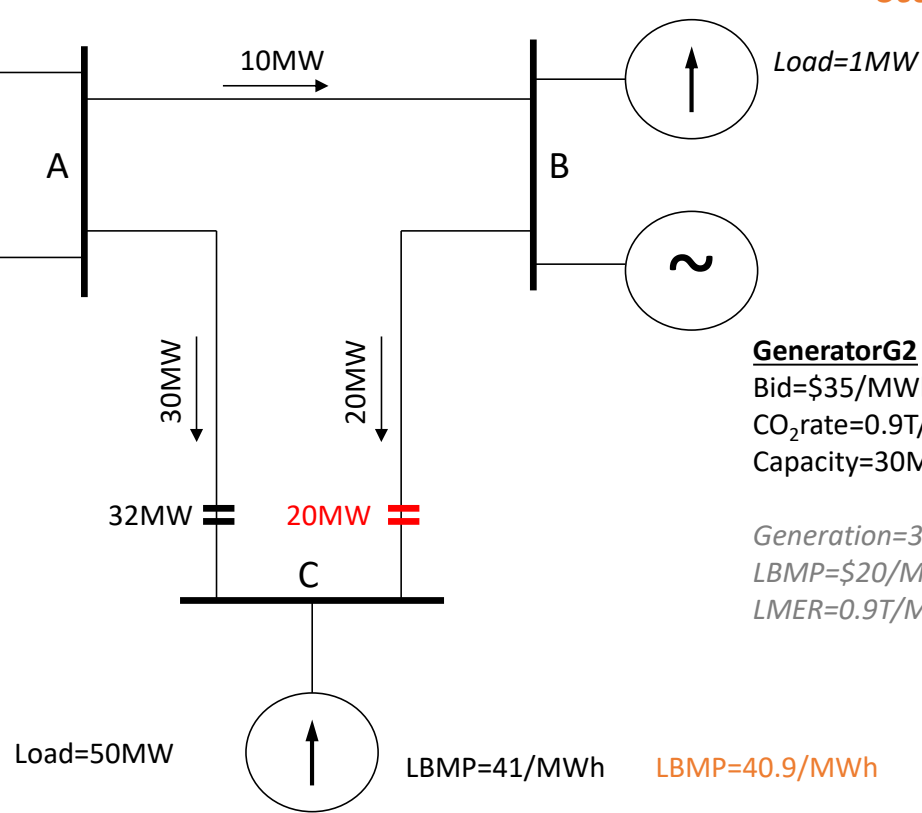 10MW
Load=1MW
A
B
30MW
20MW
GeneratorG2
Bid=$35/MW
CO₂rate=0.9T/
Capacity=30M
32MW
20MW
Generation=3
LBMP=$20/M
LMER=0.9T/M
C
Load=50MW
LBMP=41/MWh
LBMP=40.9/MWh